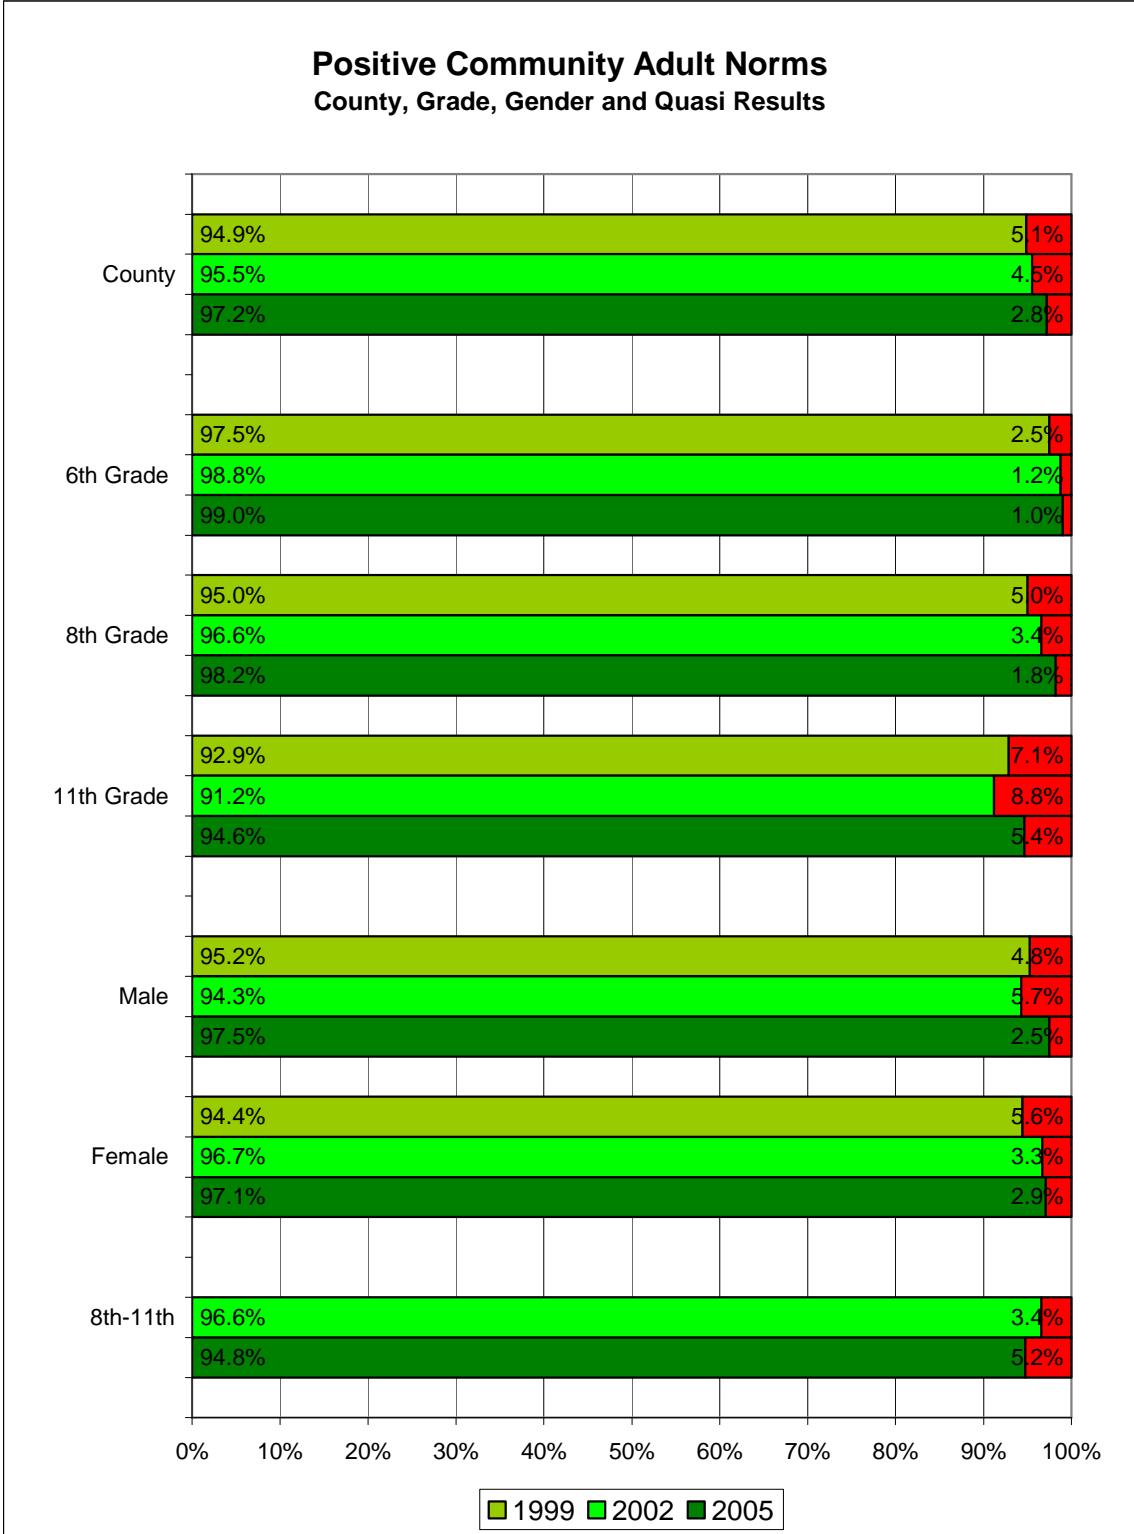 Positive Community Adult Norms
County, Grade, Gender and Quasi Results
94.9% 5.1%
County 95.5% 4.5%
97.2% 2.8%
97.5% 2.5%
6th Grade 98.8% 1.2%
99.0% 1.0%
95.0% 5.0%
8th Grade 96.6% 3.4%
98.2% 1.8%
92.9% 7.1%
11th Grade 91.2% 8.8%
94.6% 5.4%
95.2% 4.8%
Male 94.3% 5.7%
97.5% 2.5%
94.4% 5.6%
Female 96.7% 3.3%
97.1% 2.9%
8th-11th 96.6% 3.4%
94.8% 5.2%
0% 10% 20% 30% 40% 50% 60% 70% 80% 90% 100%
1999 2002 2005